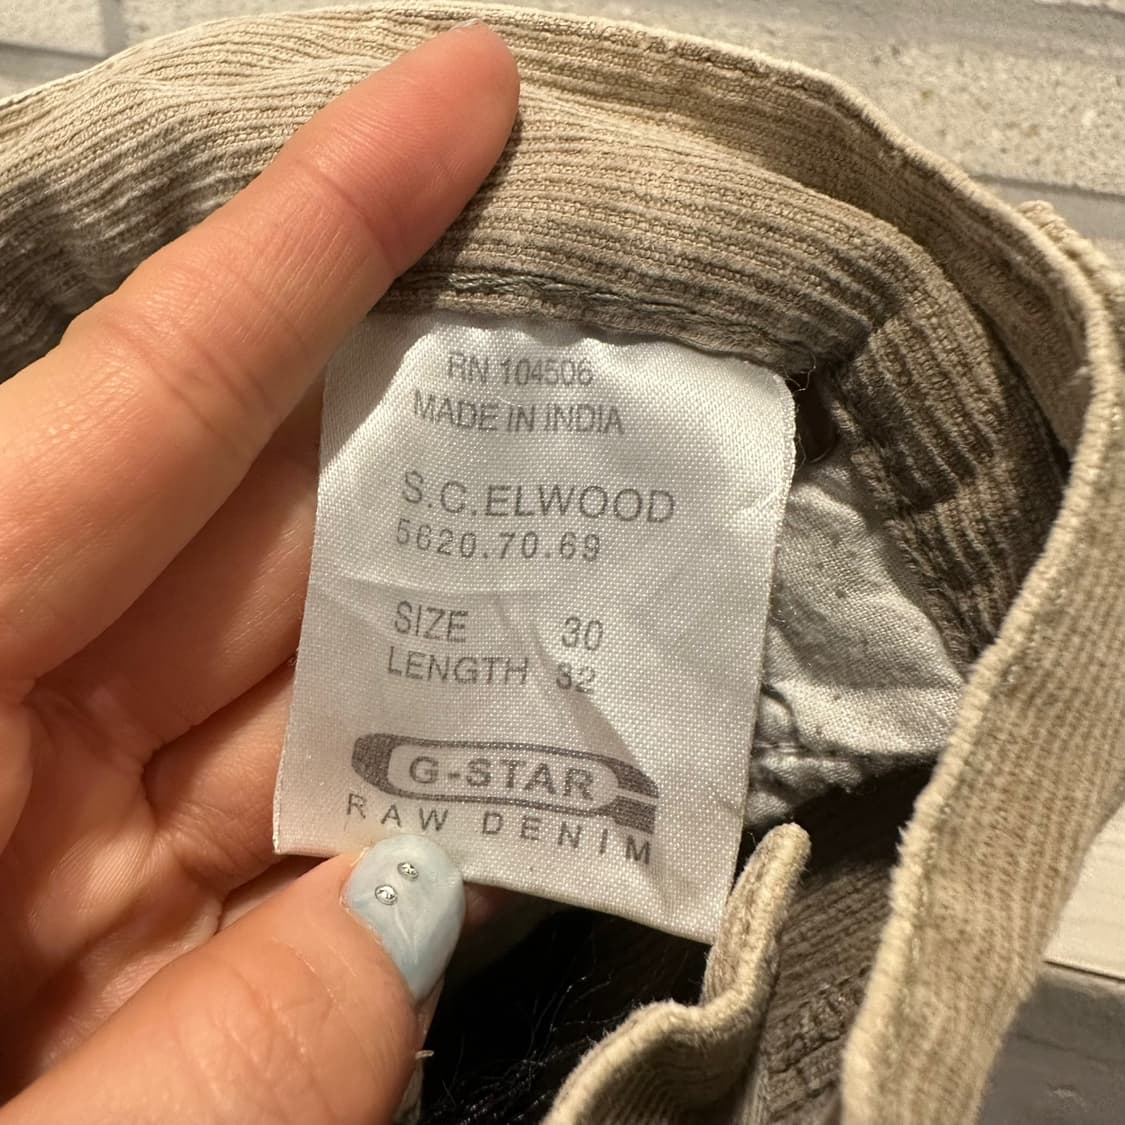 RN 104506
MADE IN INDIA
S.C.ELWOOD
5620.70.69
SIZE 30
LENGTH 32
G-STAR
RAW DENIM